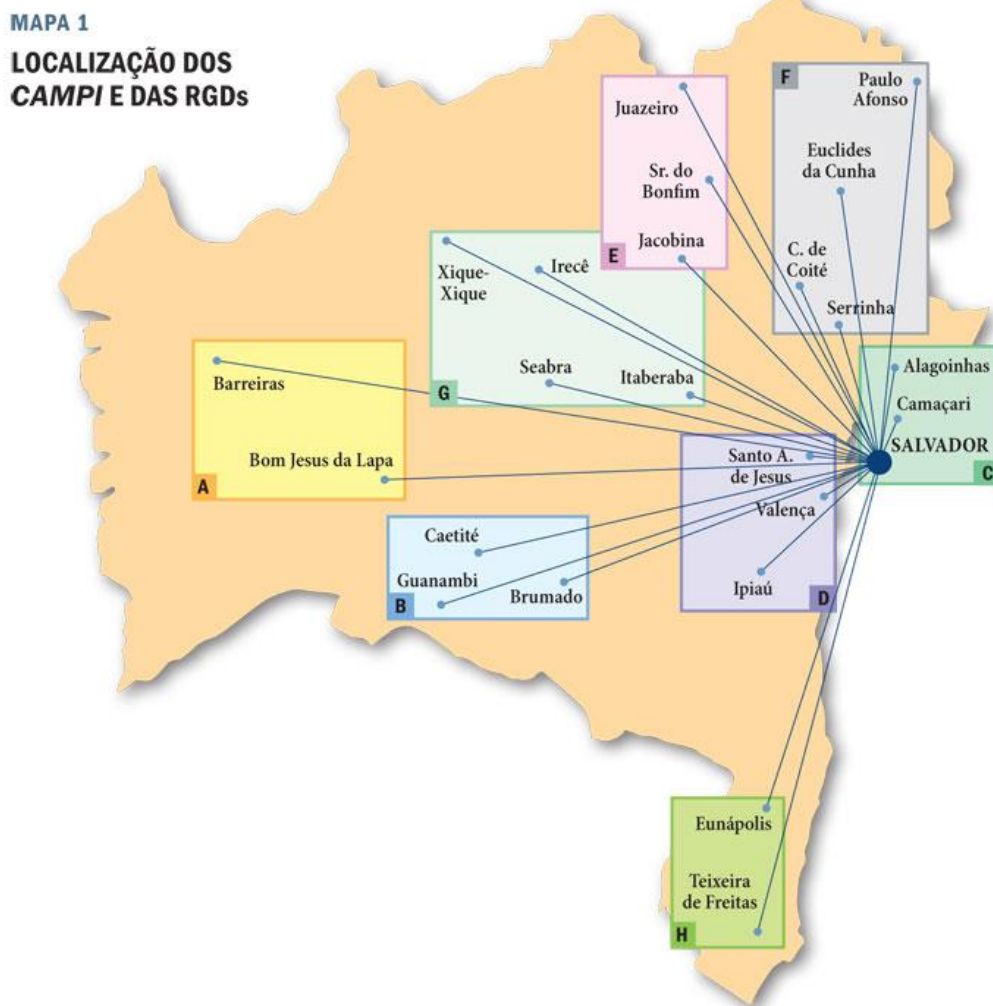 MAPA 1
LOCALIZAÇÃO DOS
CAMPI E DAS RGDs
F
Paulo
Afonso
Juazeiro
Euclides
da Cunha
Sr. do
Bonfim
Jacobina
E
C. de
Coité
Serrinha
Xique-
Xique
Irecê
Seabra
Itaberaba
G
Barreiras
Bom Jesus da Lapa
A
Alagoinhas
Camaçari
SALVADOR
C
Santo A.
de Jesus
Valença
Ipiaú
D
Caetité
Guanambi
Brumado
B
Eunápolis
Teixeira
de Freitas
H